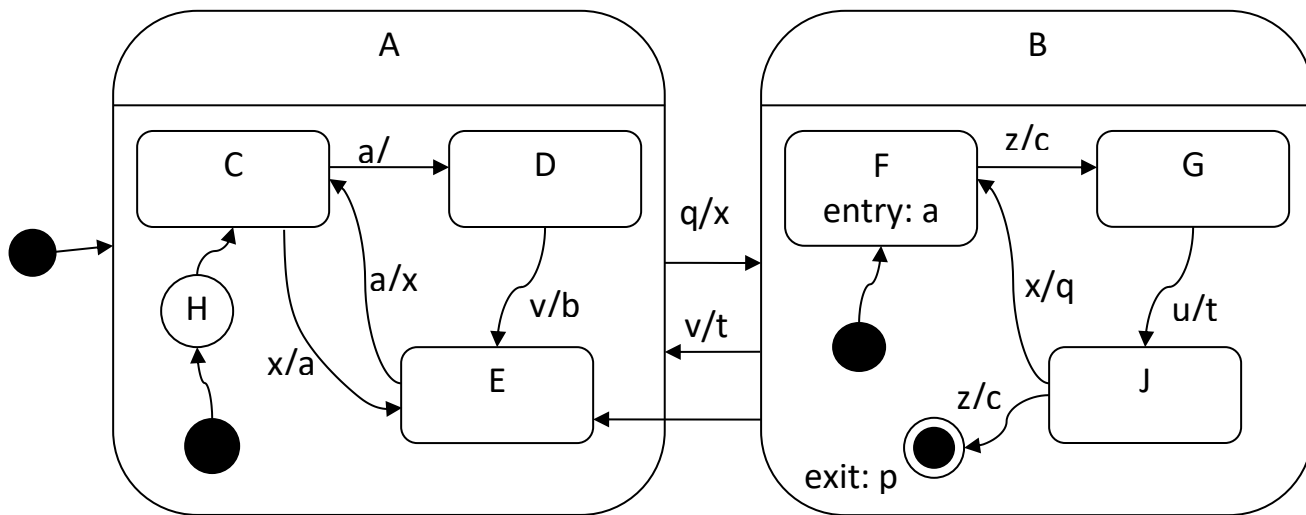 A
B
C
a/
D
F
entry: a
z/c
G
q/x
H
a/x
v/b
x/q
u/t
v/t
x/a
E
J
z/c
exit: p